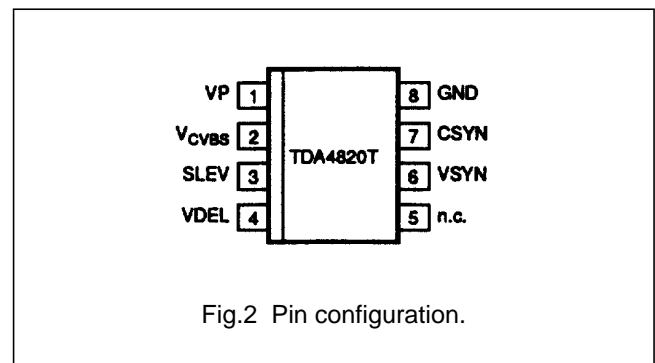 VP 1
VCVBS 2
SLEV 3
VDEL 4
TDA4820T
8 GND
7 CSYN
6 VSYN
5 n.c.
Fig.2 Pin configuration.